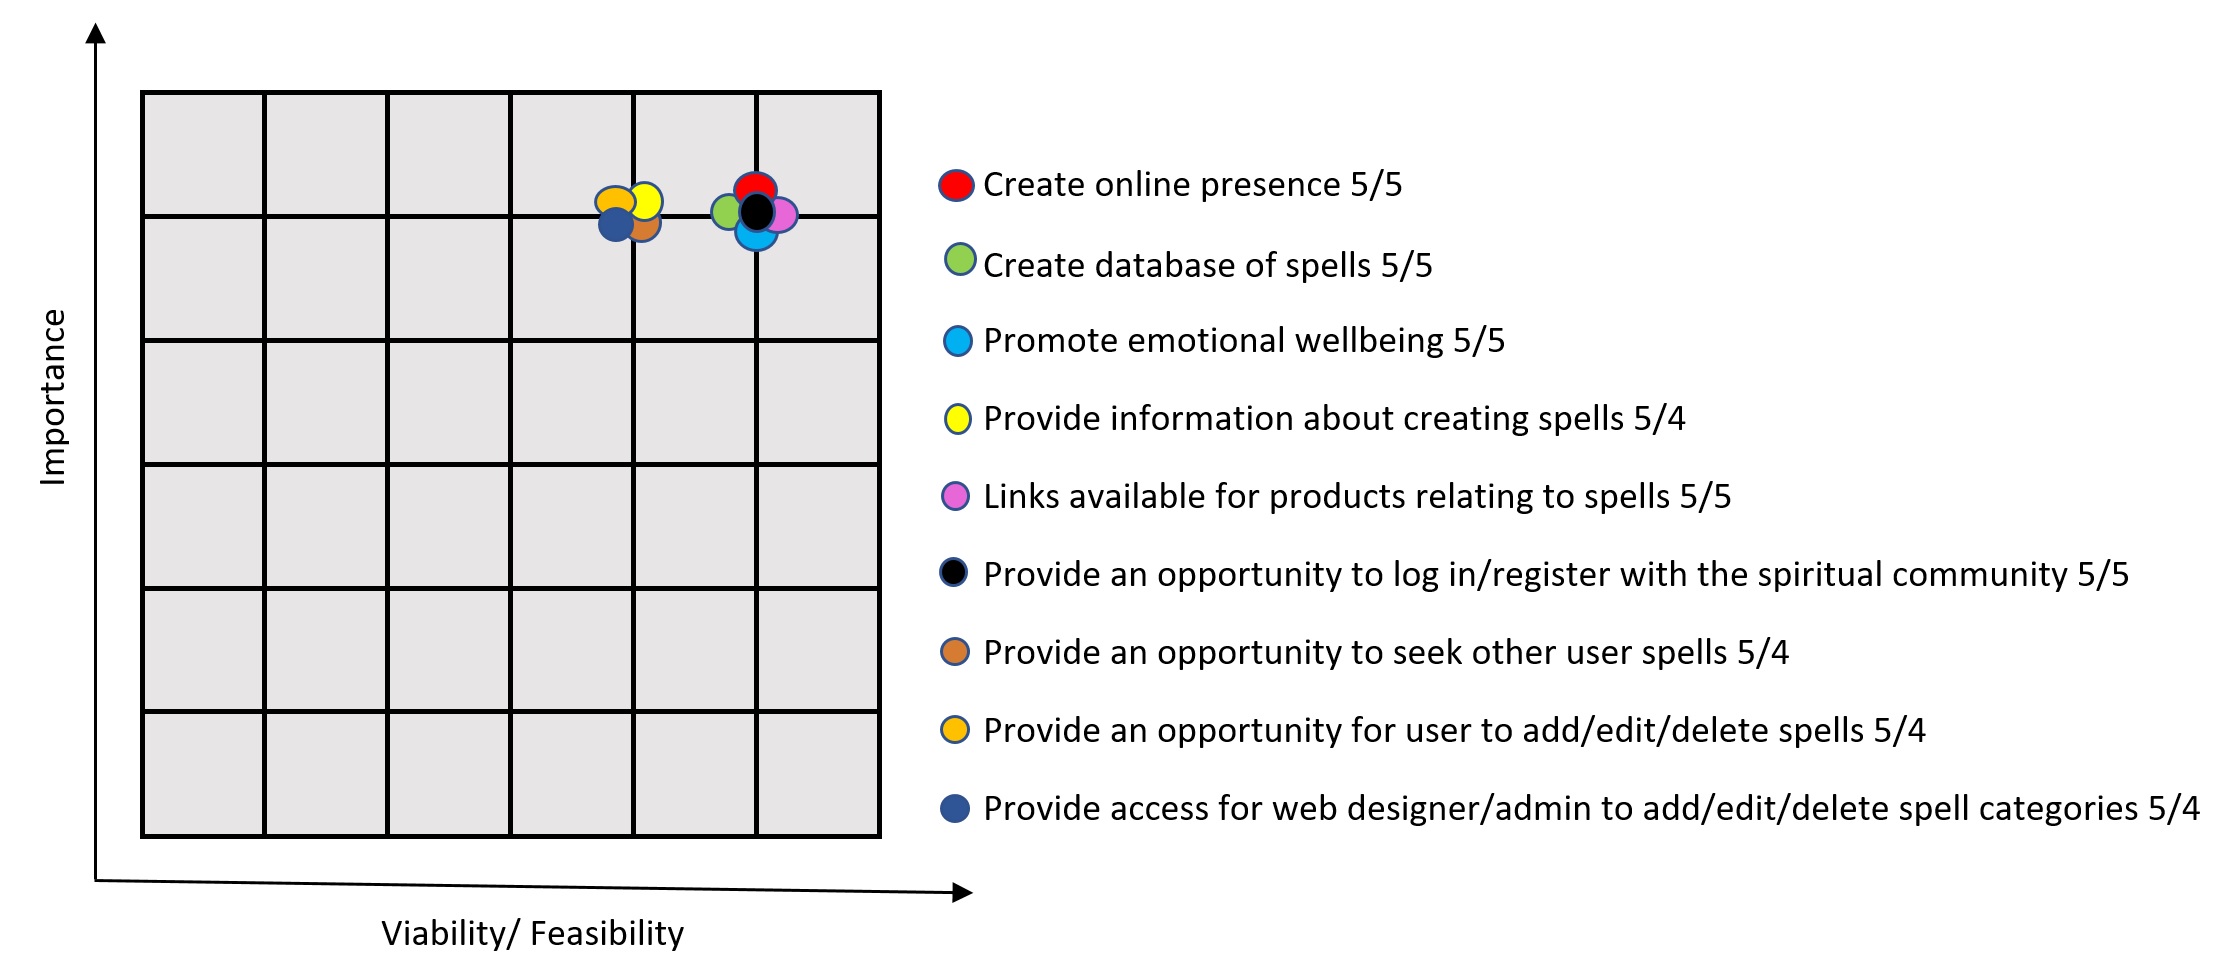 Importance
Create online presence 5/5
Create database of spells 5/5
Promote emotional wellbeing 5/5
Provide information about creating spells 5/4
Links available for products relating to spells 5/5
Provide an opportunity to log in/register with the spiritual community 5/5
Provide an opportunity to seek other user spells 5/4
Provide an opportunity for user to add/edit/delete spells 5/4
Provide access for web designer/admin to add/edit/delete spell categories 5/4
Viability/ Feasibility